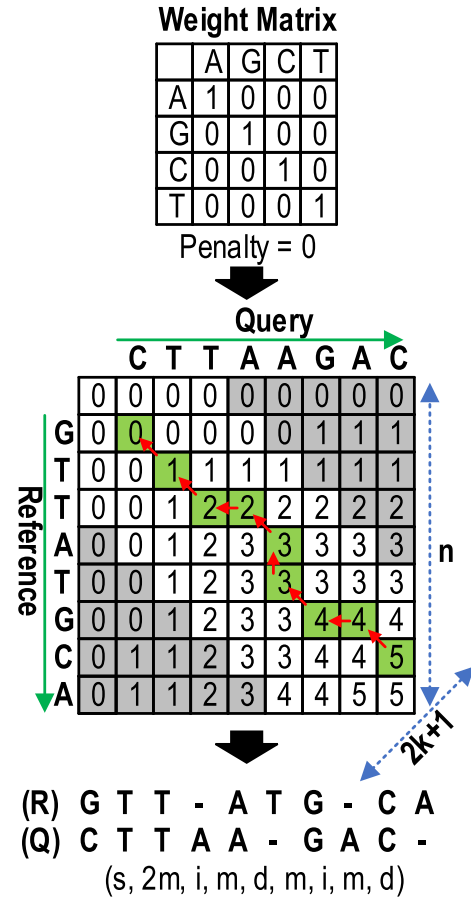 Weight Matrix
A G C T
A 1 0 0 0
G 0 1 0 0
C 0 0 1 0
T 0 0 0 1
Penalty = 0
Query
C T T A A G A C
0 0 0 0 0 0 0 0 0
G 0 0 0 0 0 0 1 1 1
T 0 0 1 1 1 1 1 1 1
T 0 0 1 2 2 2 2 2 2
A 0 0 1 2 3 3 3 3 3
T 0 0 1 2 3 3 3 3 3
G 0 0 1 2 3 3 4 4 4
C 0 1 1 2 3 3 4 4 5
A 0 1 1 2 3 4 4 5 5
Reference
n
2k+1
(R) G T T - A T G - C A
(Q) C T T A A - G A C -
(s, 2m, i, m, d, m, i, m, d)